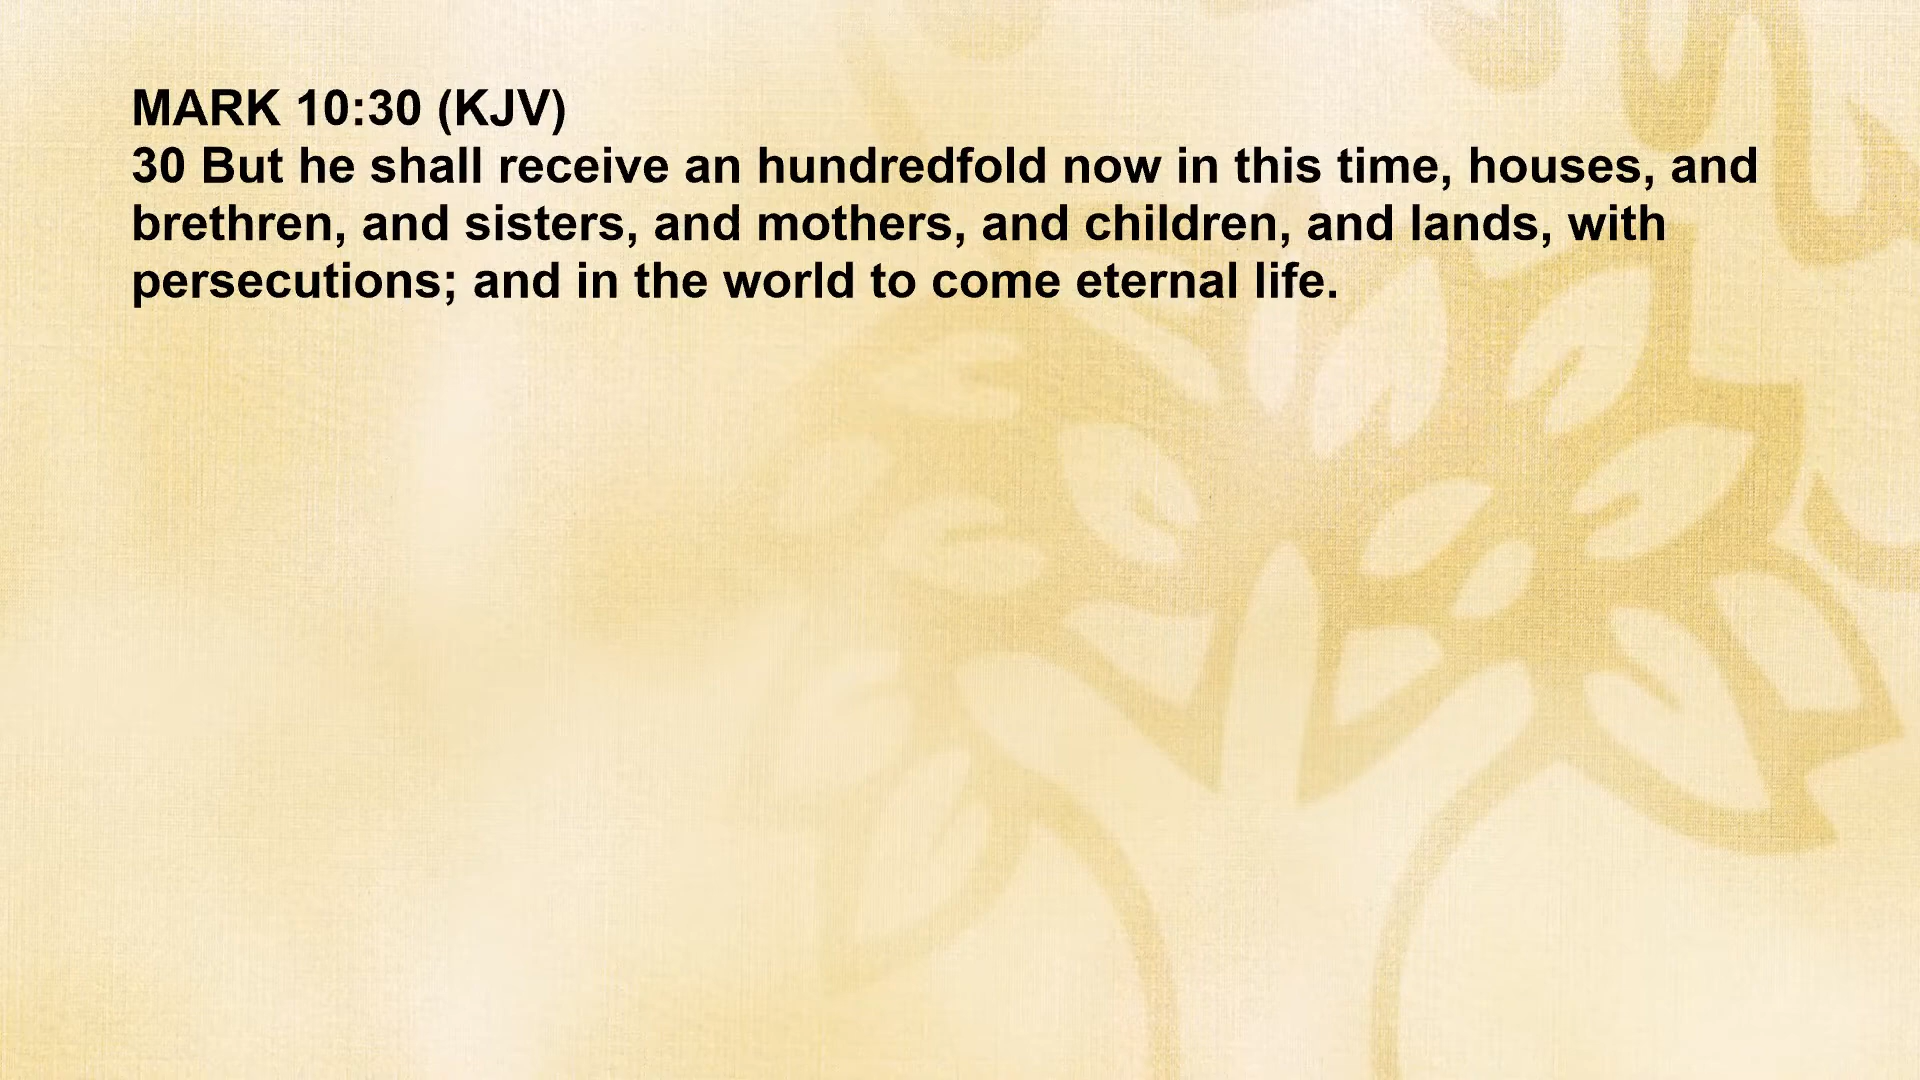 MARK 10:30 (KJV)
30 But he shall receive an hundredfold now in this time, houses, and
brethren, and sisters, and mothers, and children, and lands, with
persecutions; and in the world to come eternal life.